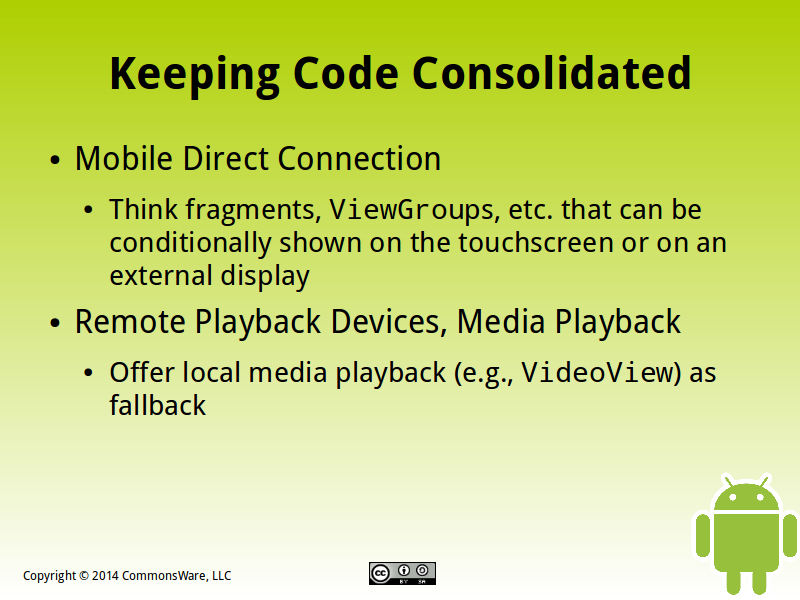 Keeping Code Consolidated
• Mobile Direct Connection
• Think fragments, ViewGroups, etc. that can be
conditionally shown on the touchscreen or on an
external display
• Remote Playback Devices, Media Playback
• Offer local media playback (e.g., VideoView) as
fallback
Copyright © 2014 CommonsWare, LLC
cc BY SA